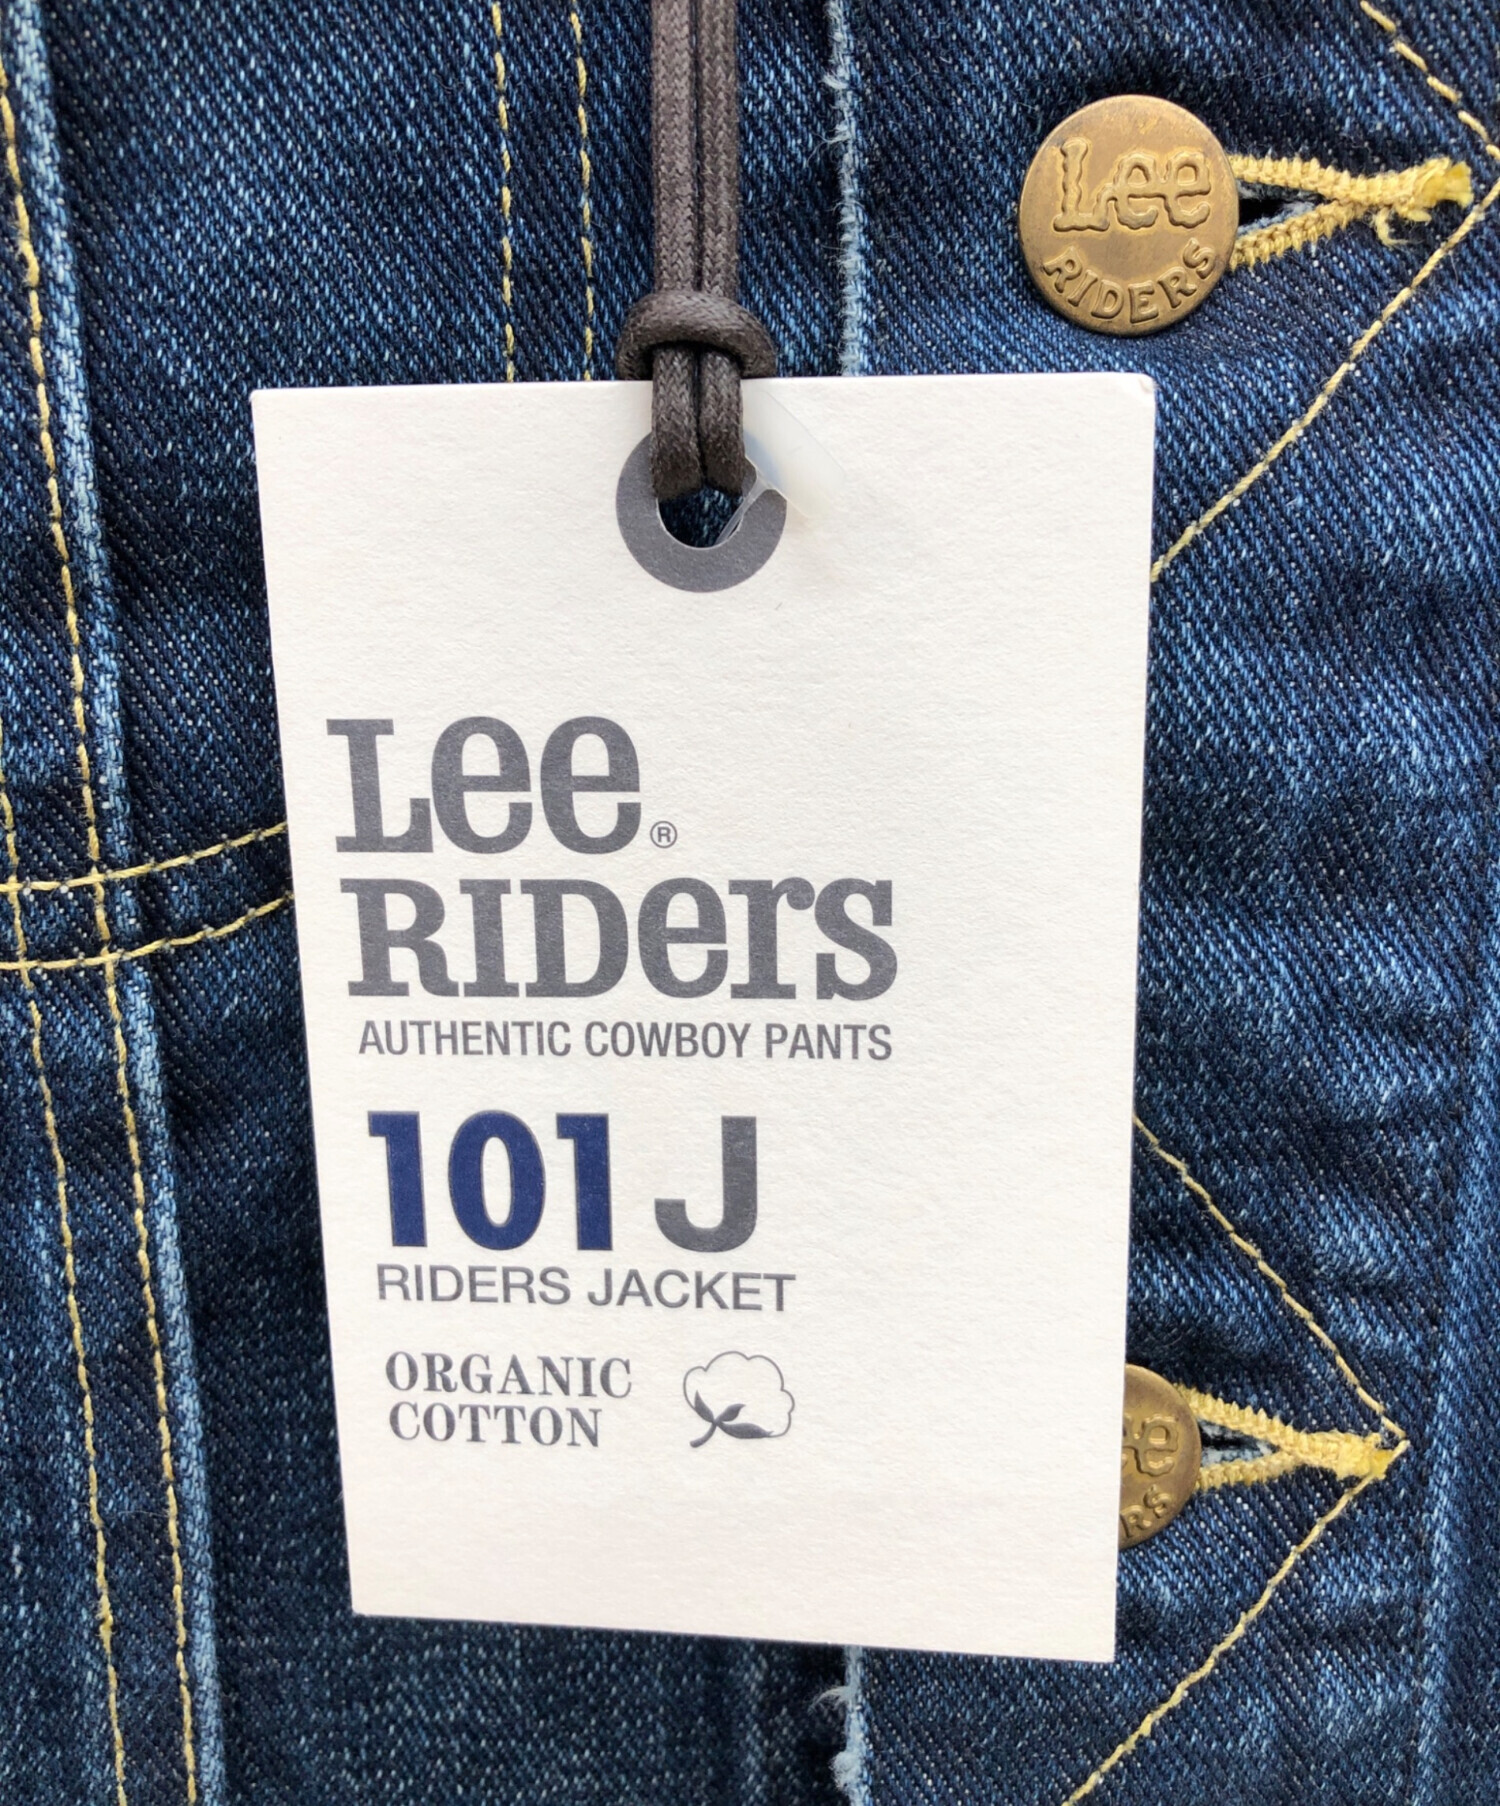 Lee
RIDERS
Lee®
RIDers
AUTHENTIC COWBOY PANTS
101 J
RIDERS JACKET
ORGANIC
COTTON